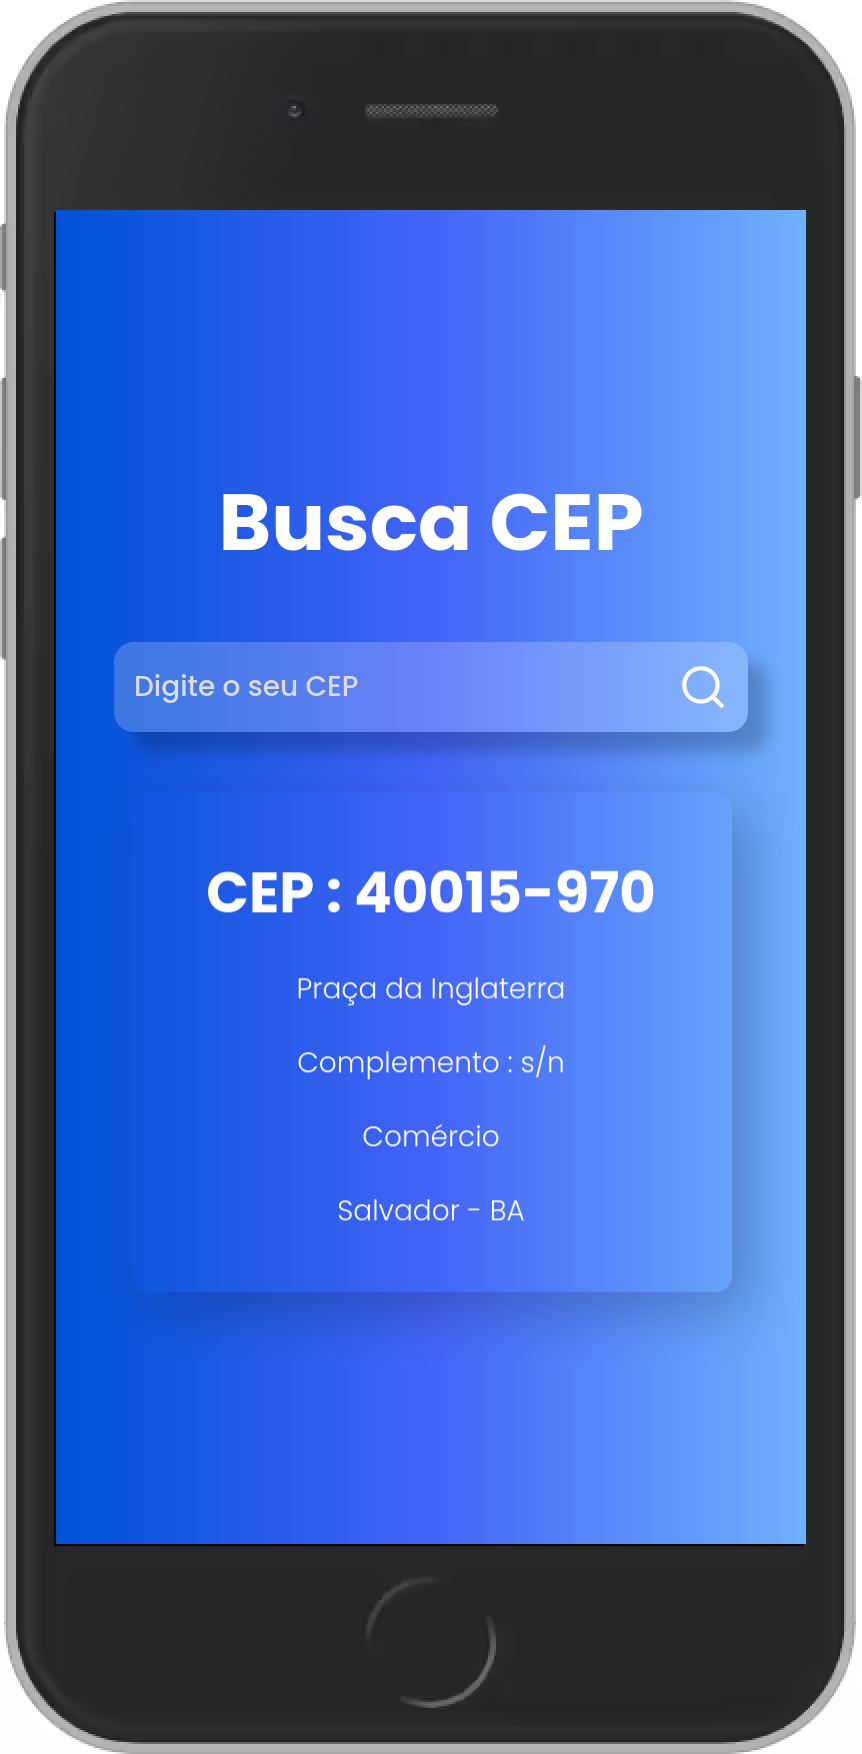 Busca CEP
Digite o seu CEP
CEP : 40015-970
Praça da Inglaterra
Complemento : s/n
Comércio
Salvador - BA